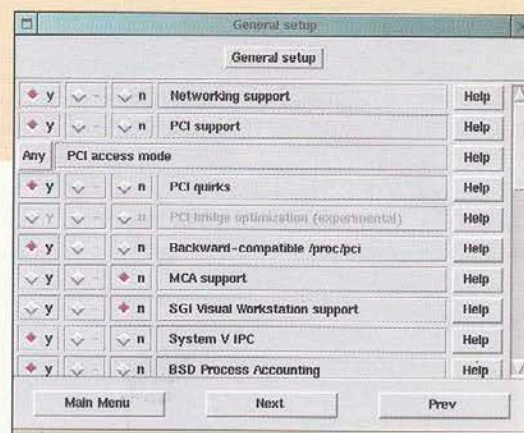 General setup
General setup
y - n Networking support Help
y - n PCI support Help
Any PCI access mode Help
y - n PCI quirks Help
y - n PCI bridge optimization (experimental) Help
y - n Backward-compatible /proc/pci Help
y - n MCA support Help
y - n SGI Visual Workstation support Help
y - n System V IPC Help
y - n BSD Process Accounting Help
Main Menu Next Prev